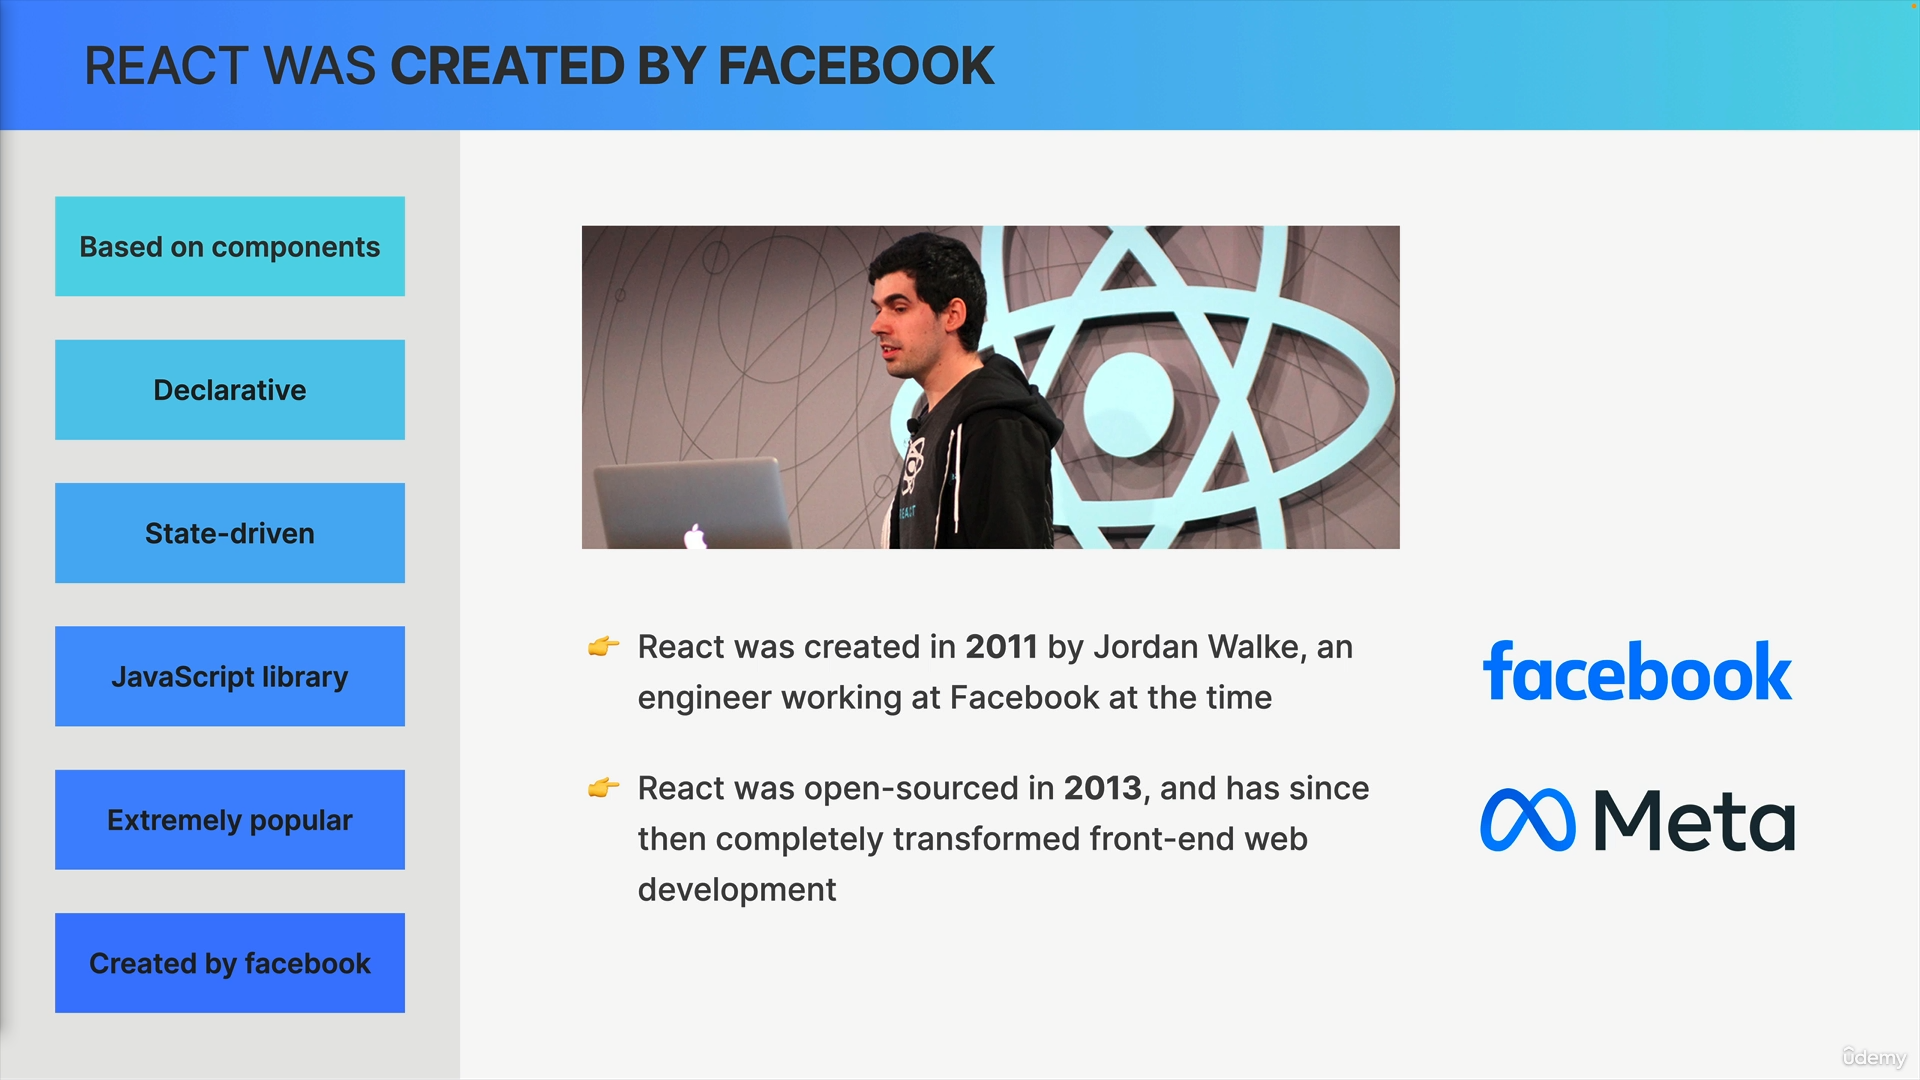 REACT WAS CREATED BY FACEBOOK
Based on components
Declarative
State-driven
JavaScript library
Extremely popular
Created by facebook
REACT
👉 React was created in 2011 by Jordan Walke, an
engineer working at Facebook at the time
👉 React was open-sourced in 2013, and has since
then completely transformed front-end web
development
facebook
Meta
ûdemy